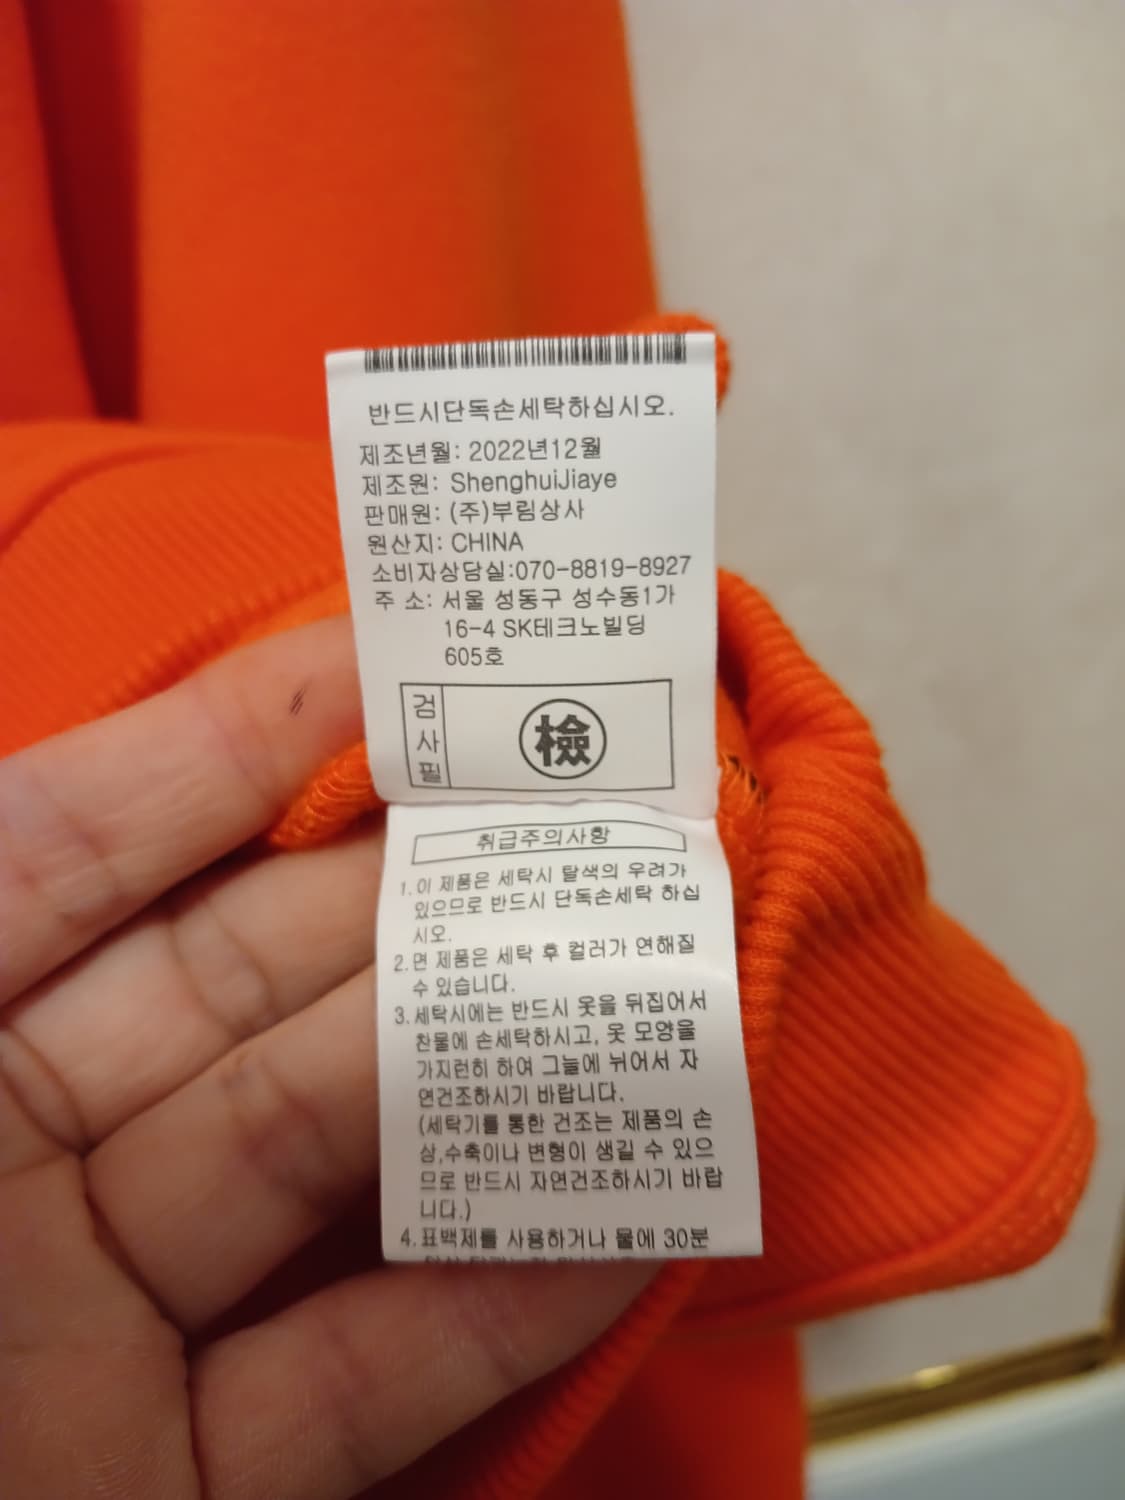 반드시단독손세탁하십시오.
제조년월: 2022년12월
제조원: ShenghuiJiaye
판매원: (주)부림상사
원산지: CHINA
소비자상담실:070-8819-8927
주 소: 서울 성동구 성수동1가
16-4 SK테크노빌딩
605호
검사필
檢
취급주의사항
1. 이 제품은 세탁시 탈색의 우려가
있으므로 반드시 단독손세탁 하십
시오.
2. 면 제품은 세탁 후 컬러가 연해질
수 있습니다.
3. 세탁시에는 반드시 옷을 뒤집어서
찬물에 손세탁하시고, 옷 모양을
가지런히 하여 그늘에 뉘어서 자
연건조하시기 바랍니다.
(세탁기를 통한 건조는 제품의 손
상,수축이나 변형이 생길 수 있으
므로 반드시 자연건조하시기 바랍
니다.)
4. 표백제를 사용하거나 물에 30분